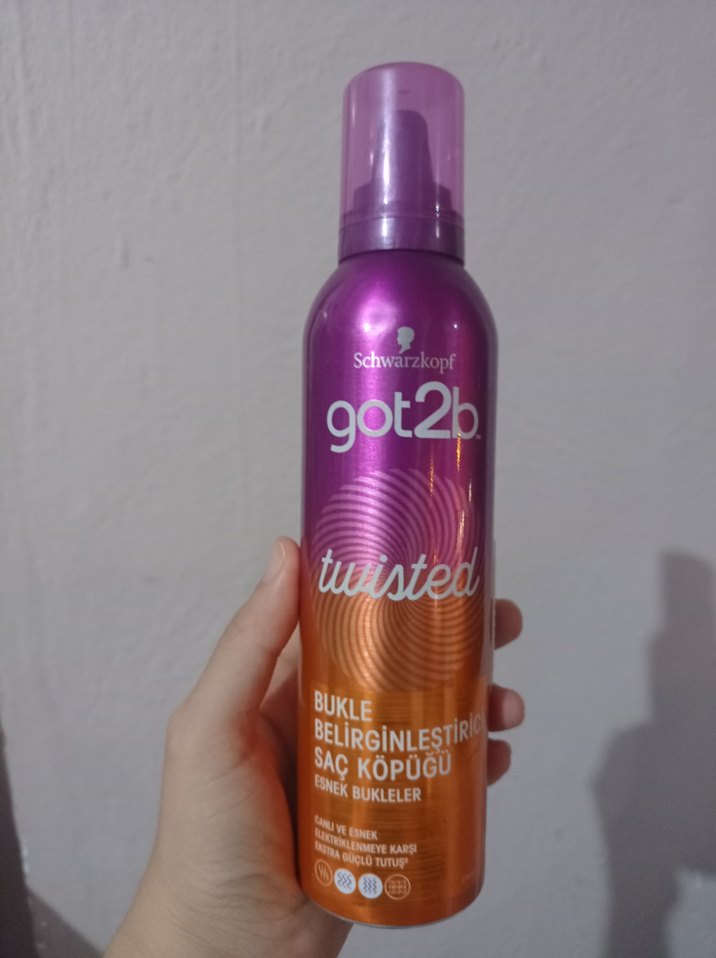 Schwarzkopf
got2b
twisted
BUKLE
BELİRGİNLEŞTİRİCİ
SAÇ KÖPÜĞÜ
ESNEK BUKLELER
CANLI VE ESNEK
ELEKTRİKLENMEYE KARŞI
EKSTRA GÜÇLÜ TUTUŞ³